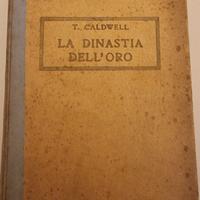 T. CALDWELL
LA DINASTIA
DELL'ORO